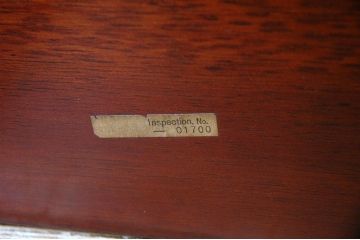 Inspection. No.
— 01700